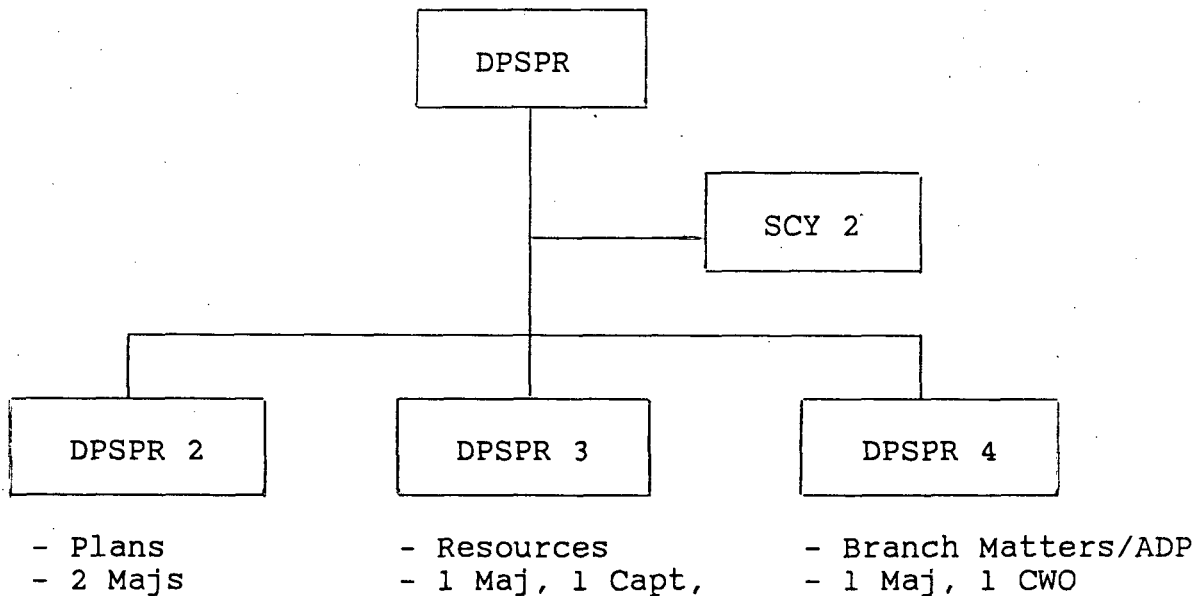 DPSPR
SCY 2
DPSPR 2
DPSPR 3
DPSPR 4
- Plans
- 2 Majs
- Resources
- 1 Maj, 1 Capt,
- Branch Matters/ADP
- 1 Maj, 1 CWO